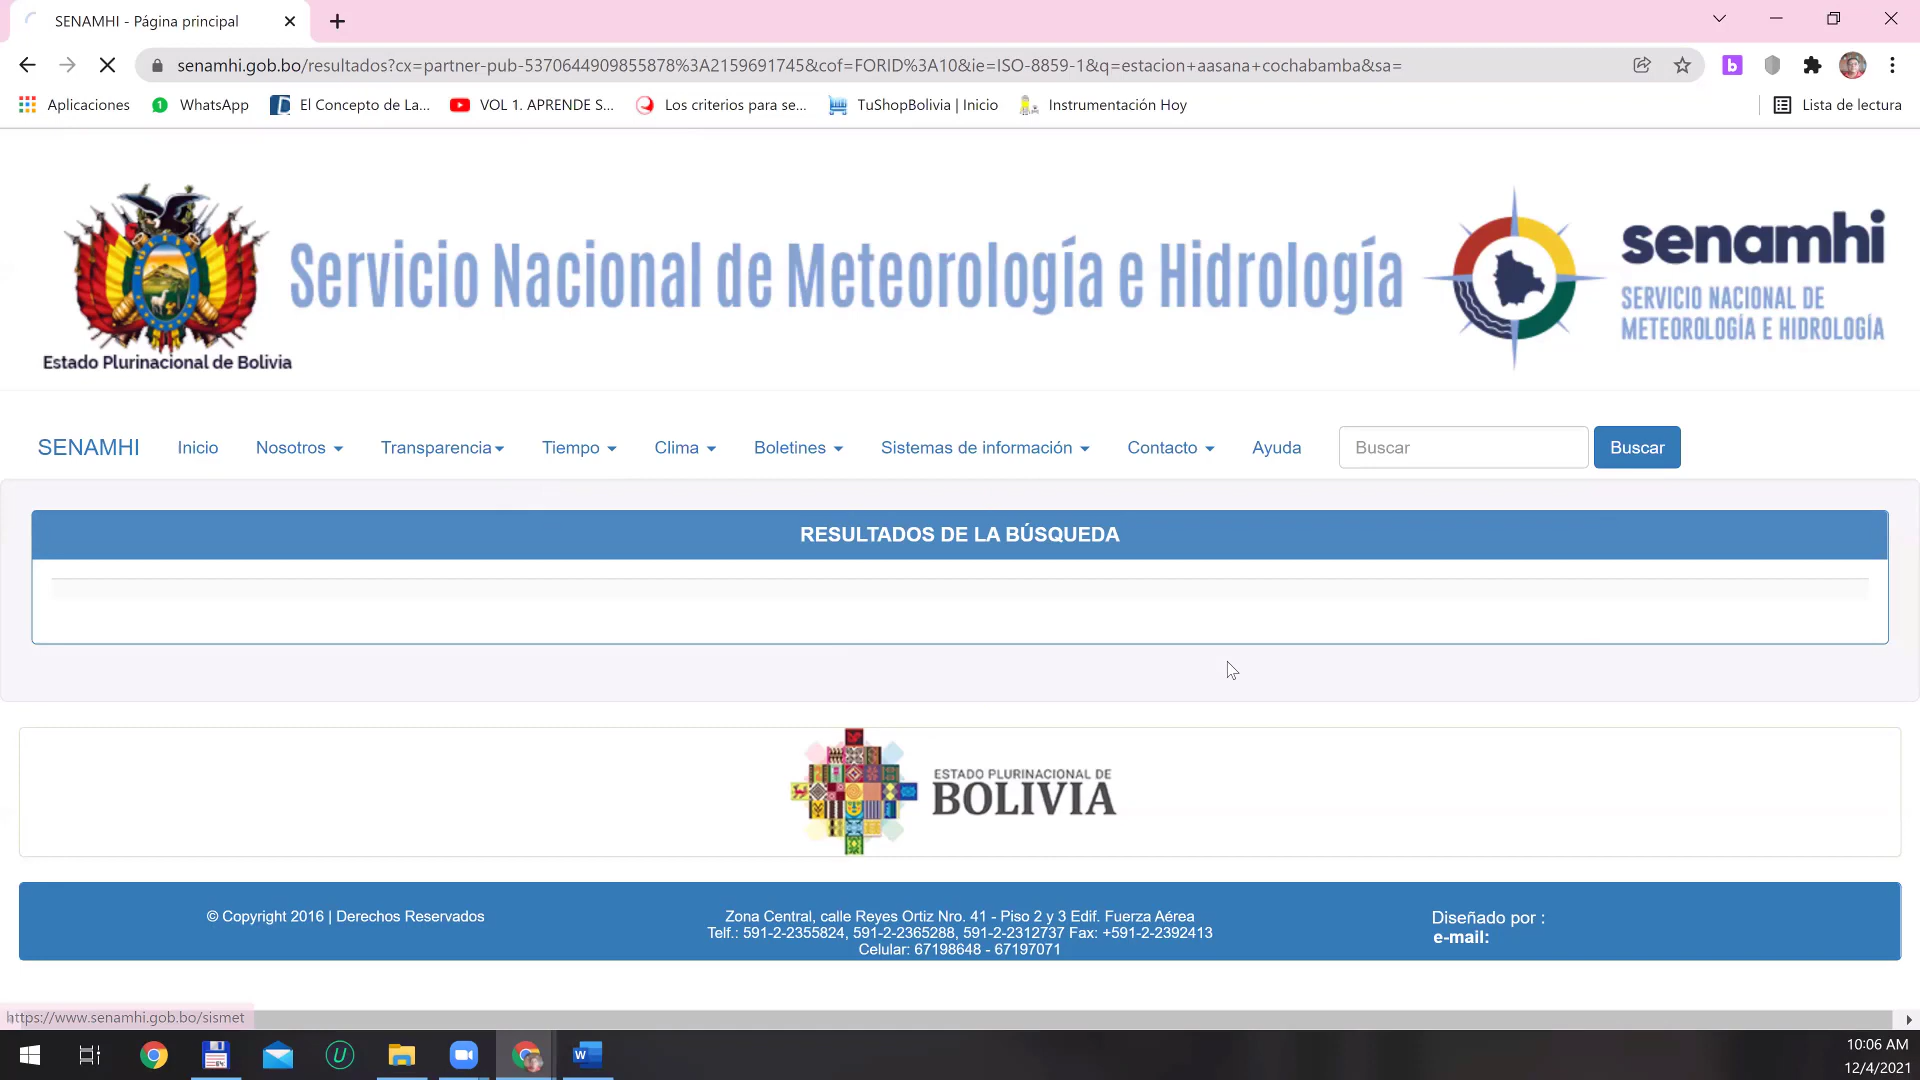 SENAMHI - Página principal
senamhi.gob.bo/resultados?cx=partner-pub-5370644909855878%3A2159691745&cof=FORID%3A10&ie=ISO-8859-1&q=estacion+aasana+cochabamba&sa=
Aplicaciones
WhatsApp
El Concepto de La...
VOL 1. APRENDE S...
Los criterios para se...
TuShopBolivia | Inicio
Instrumentación Hoy
Lista de lectura
Estado Plurinacional de Bolivia
Servicio Nacional de Meteorología e Hidrología
senamhi
SERVICIO NACIONAL DE
METEOROLOGÍA E HIDROLOGÍA
SENAMHI
Inicio
Nosotros
Transparencia
Tiempo
Clima
Boletines
Sistemas de información
Contacto
Ayuda
Buscar
Buscar
RESULTADOS DE LA BÚSQUEDA
ESTADO PLURINACIONAL DE
BOLIVIA
© Copyright 2016 | Derechos Reservados
Zona Central, calle Reyes Ortiz Nro. 41 - Piso 2 y 3 Edif. Fuerza Aérea
Telf.: 591-2-2355824, 591-2-2365288, 591-2-2312737 Fax: +591-2-2392413
Celular: 67198648 - 67197071
Diseñado por :
e-mail:
https://www.senamhi.gob.bo/sismet
10:06 AM
12/4/2021